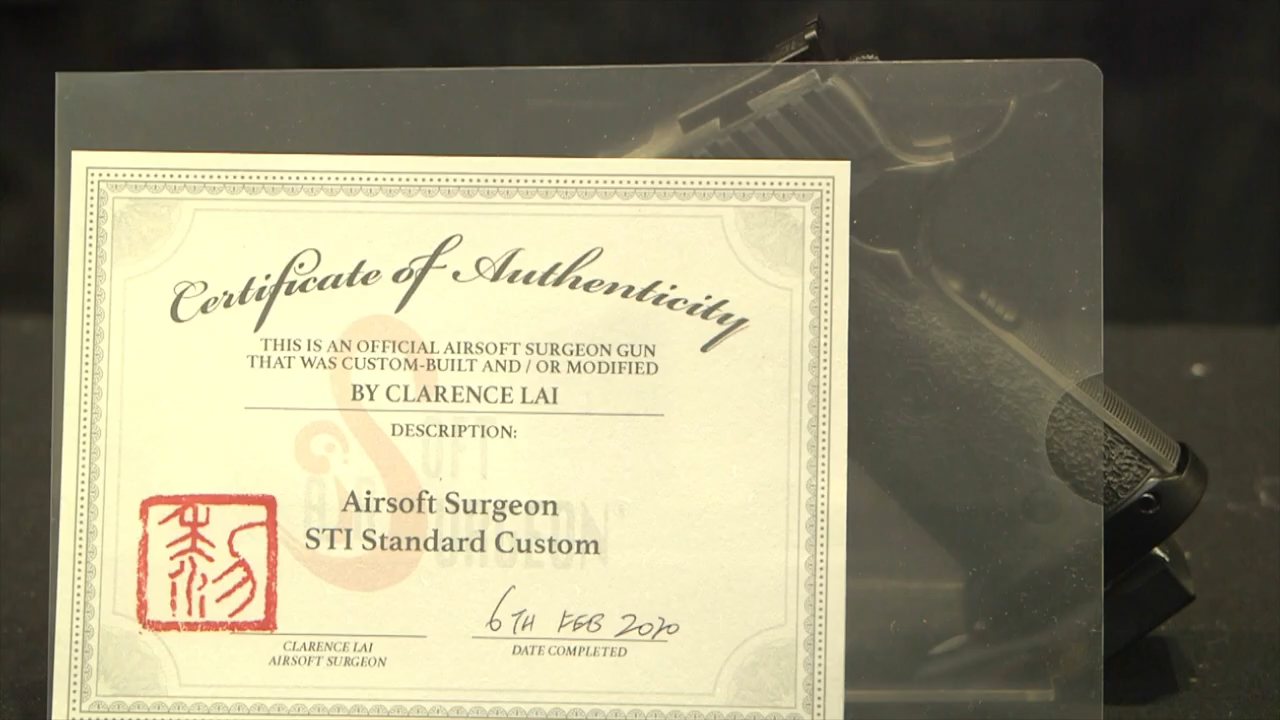 Certificate of Authenticity
THIS IS AN OFFICIAL AIRSOFT SURGEON GUN
THAT WAS CUSTOM-BUILT AND / OR MODIFIED
BY CLARENCE LAI
DESCRIPTION:
Airsoft Surgeon
STI Standard Custom
6TH FEB 2020
CLARENCE LAI
AIRSOFT SURGEON
DATE COMPLETED